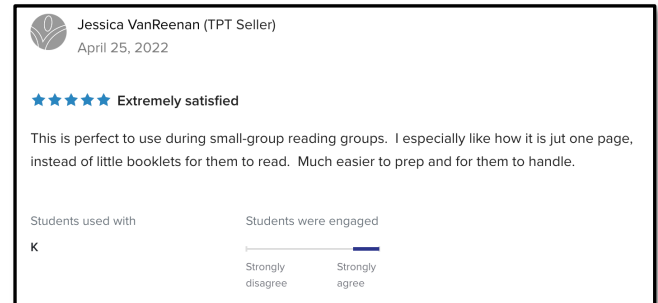 Jessica VanReenan (TPT Seller)
April 25, 2022
Extremely satisfied
This is perfect to use during small-group reading groups.  I especially like how it is jut one page,
instead of little booklets for them to read.  Much easier to prep and for them to handle.
Students used with
Students were engaged
K
Strongly disagree
Strongly agree